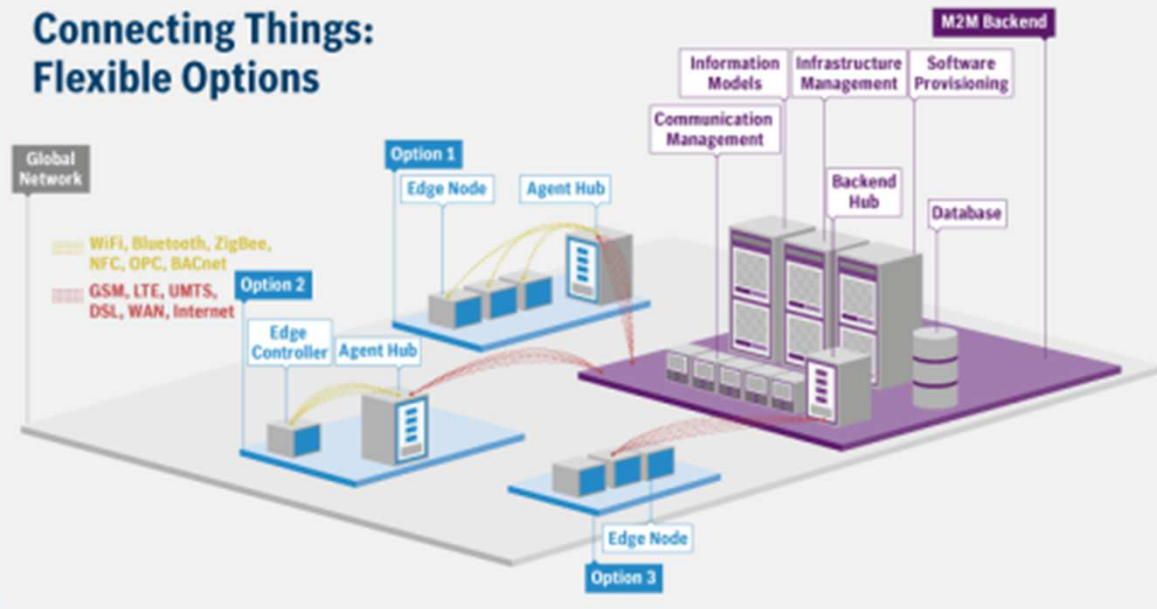 Connecting Things:
Flexible Options
M2M Backend
Information
Models
Infrastructure
Management
Software
Provisioning
Communication
Management
Global
Network
Option 1
Edge Node
Agent Hub
Backend
Hub
Database
WiFi, Bluetooth, ZigBee,
NFC, OPC, BACnet
GSM, LTE, UMTS,
DSL, WAN, Internet
Option 2
Edge
Controller
Agent Hub
Edge Node
Option 3